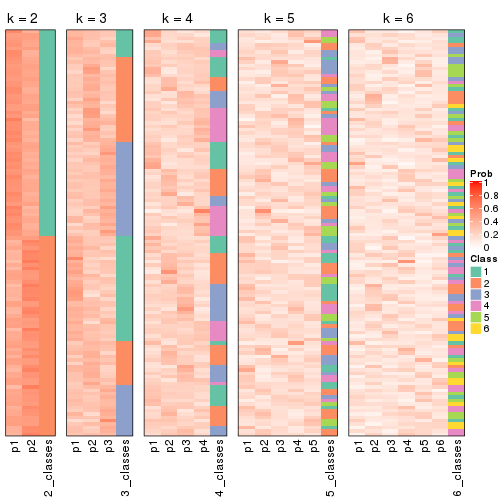 k = 2
k = 3
k = 4
k = 5
k = 6
Prob
1
0.8
0.6
0.4
0.2
0
Class
1
2
3
4
5
6
p1
p2
2_classes
p1
p2
p3
3_classes
p1
p2
p3
p4
4_classes
p1
p2
p3
p4
p5
5_classes
p1
p2
p3
p4
p5
p6
6_classes